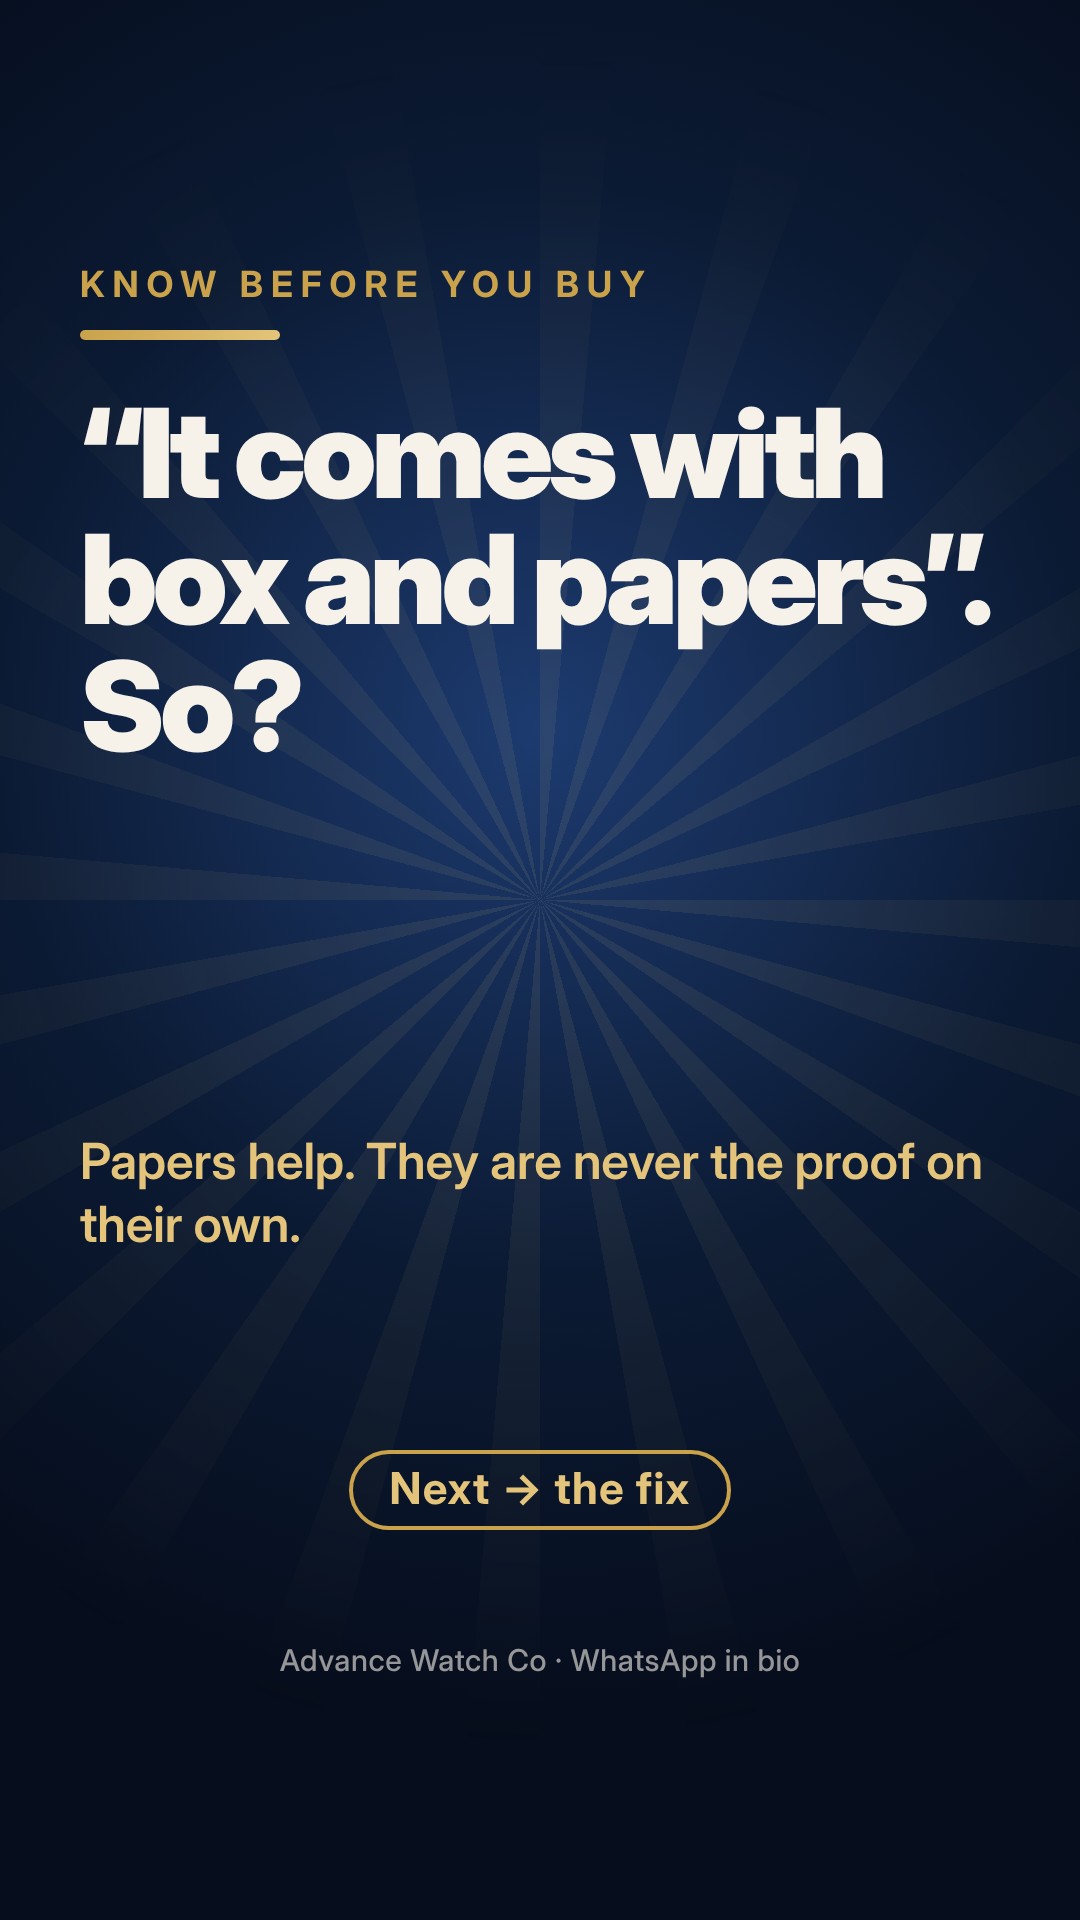 KNOW BEFORE YOU BUY
“It comes with
box and papers”.
So?
Papers help. They are never the proof on
their own.
Next → the fix
Advance Watch Co · WhatsApp in bio